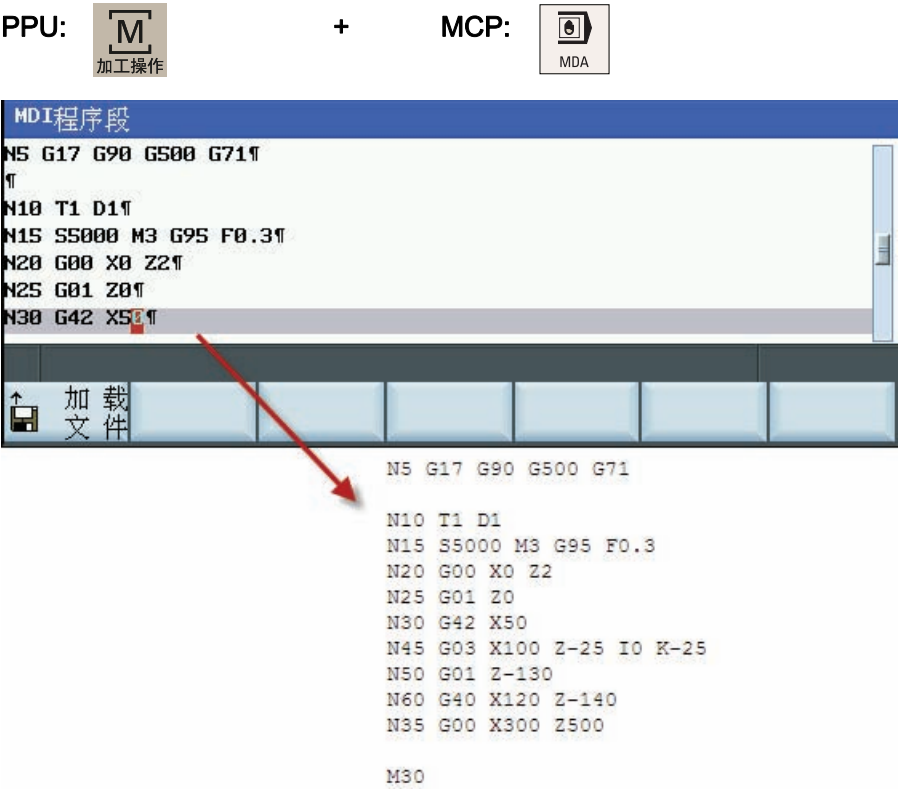 PPU: M + MCP:
加工操作 MDA
MDI程序段
N5 G17 G90 G500 G71¶
¶
N10 T1 D1¶
N15 S5000 M3 G95 F0.3¶
N20 G00 X0 Z2¶
N25 G01 Z0¶
N30 G42 X50¶
加载
文件
N5 G17 G90 G500 G71
N10 T1 D1
N15 S5000 M3 G95 F0.3
N20 G00 X0 Z2
N25 G01 Z0
N30 G42 X50
N45 G03 X100 Z-25 I0 K-25
N50 G01 Z-130
N60 G40 X120 Z-140
N35 G00 X300 Z500
M30